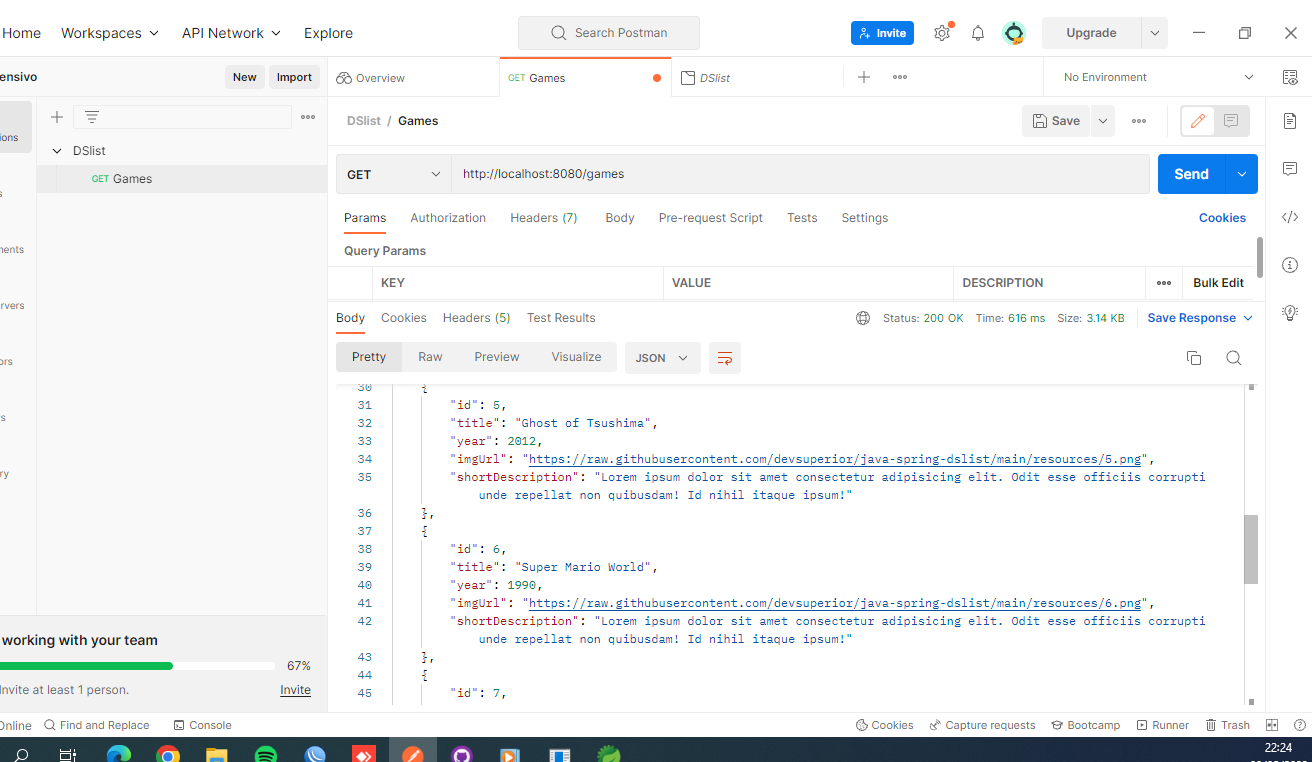 Home Workspaces API Network Explore Search Postman Invite Upgrade
ensivo New Import Overview GET Games DSlist No Environment
DSlist / Games Save
ions
DSlist
GET Games
GET http://localhost:8080/games Send
s
Params Authorization Headers (7) Body Pre-request Script Tests Settings Cookies
ments
Query Params
KEY VALUE DESCRIPTION Bulk Edit
rvers
Body Cookies Headers (5) Test Results Status: 200 OK Time: 616 ms Size: 3.14 KB Save Response
ors
Pretty Raw Preview Visualize JSON
30 {
31 "id": 5,
s
32 "title": "Ghost of Tsushima",
33 "year": 2012,
34 "imgUrl": "https://raw.githubusercontent.com/devsuperior/java-spring-dslist/main/resources/5.png",
ry
35 "shortDescription": "Lorem ipsum dolor sit amet consectetur adipisicing elit. Odit esse officiis corrupti
unde repellat non quibusdam! Id nihil itaque ipsum!"
36 },
37 {
38 "id": 6,
39 "title": "Super Mario World",
40 "year": 1990,
41 "imgUrl": "https://raw.githubusercontent.com/devsuperior/java-spring-dslist/main/resources/6.png",
42 "shortDescription": "Lorem ipsum dolor sit amet consectetur adipisicing elit. Odit esse officiis corrupti
unde repellat non quibusdam! Id nihil itaque ipsum!"
43 },
44 {
45 "id": 7,
working with your team
67%
Invite at least 1 person. Invite
Online Find and Replace Console Cookies Capture requests Bootcamp Runner Trash
22:24